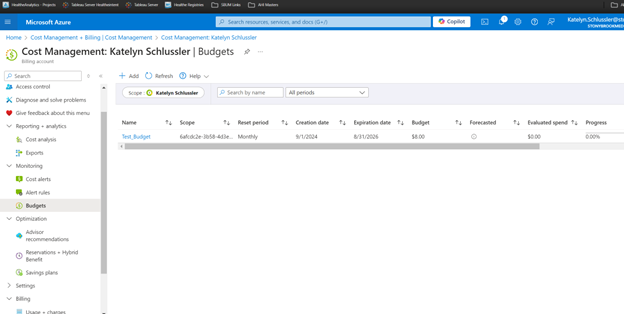 HealtheAnalytics - Projects
Tableau Server Healtheintent
Tableau Server
Healthe Registries
SBUM Links
Arif Masters
Microsoft Azure
Search resources, services, and docs (G+/)
Copilot
1
Katelyn.Schlussler@st
STONYBROOKMED
Home > Cost Management + Billing | Cost Management > Cost Management: Katelyn Schlussler
Cost Management: Katelyn Schlussler | Budgets
Billing account
Search
Add
Refresh
Help
Access control
Diagnose and solve problems
Give feedback about this menu
Reporting + analytics
Cost analysis
Exports
Monitoring
Cost alerts
Alert rules
Budgets
Optimization
Advisor
recommendations
Reservations + Hybrid
Benefit
Savings plans
Settings
Billing
Usage + charges
Scope : Katelyn Schlussler
Search by name
All periods
Name Scope Reset period Creation date Expiration date Budget Forecasted Evaluated spend Progress
Test_Budget 6afcdc2e-3b58-4d3e... Monthly 9/1/2024 8/31/2026 $8.00 $0.00 0.00%